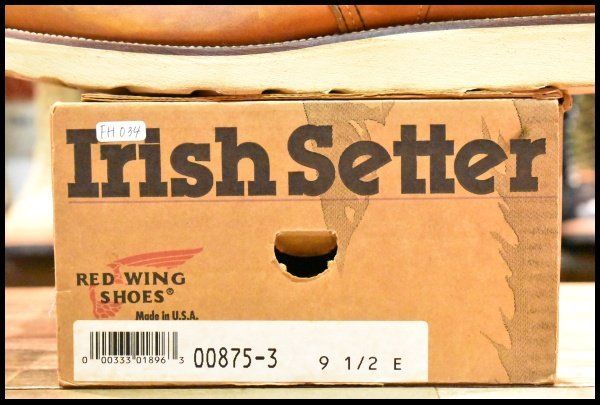 FH034
Irish Setter
RED WING
SHOES®
Made in U.S.A.
0 00333 01896 3
00875-3 9 1/2 E